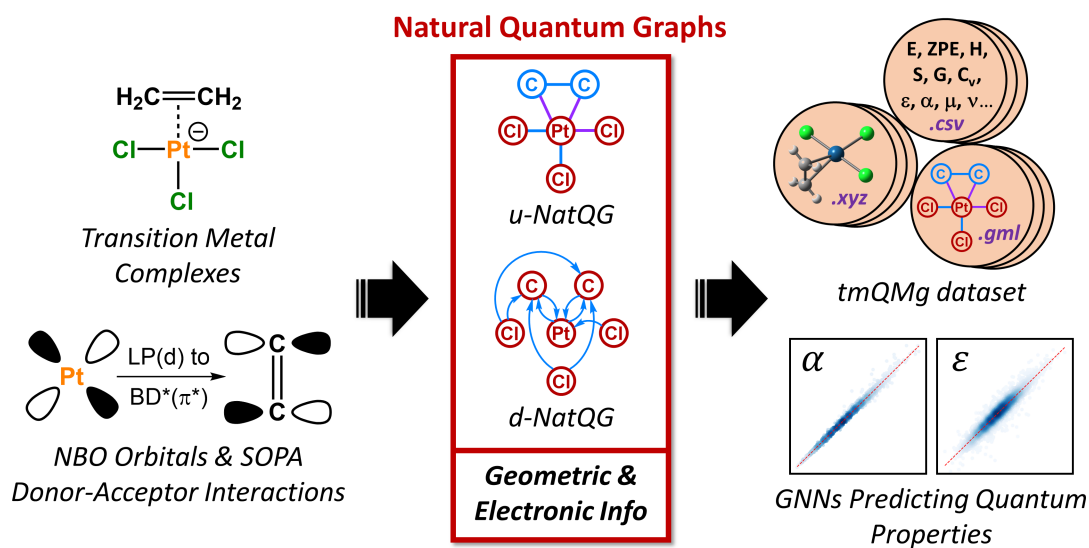 Natural Quantum Graphs
H₂C=CH₂
Cl Pt ⊖ Cl
Cl
Transition Metal
Complexes
Pt
LP(d) to
BD*(π*)
C
C
NBO Orbitals & SOPA
Donor-Acceptor Interactions
C C
Cl Pt Cl
Cl
u-NatQG
C C
Cl Pt Cl
Cl
d-NatQG
Geometric &
Electronic Info
E, ZPE, H,
S, G, Cᵥ,
ε, α, μ, ν...
.csv
.xyz
C C
Cl Pt Cl
Cl
.gml
tmQMg dataset
α
ε
GNNs Predicting Quantum
Properties